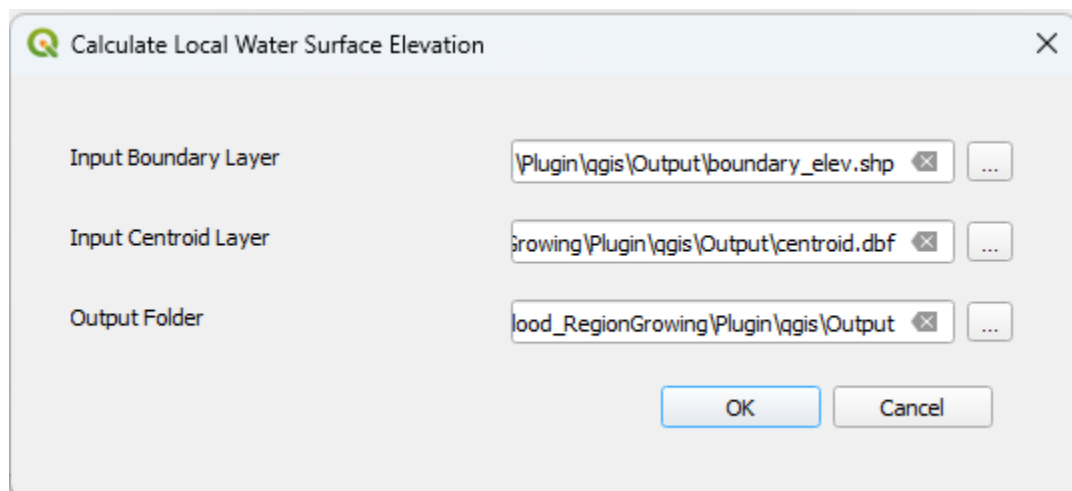 Calculate Local Water Surface Elevation
Input Boundary Layer \Plugin\qgis\Output\boundary_elev.shp ...
Input Centroid Layer Growing\Plugin\qgis\Output\centroid.dbf ...
Output Folder lood_RegionGrowing\Plugin\qgis\Output ...
OK Cancel